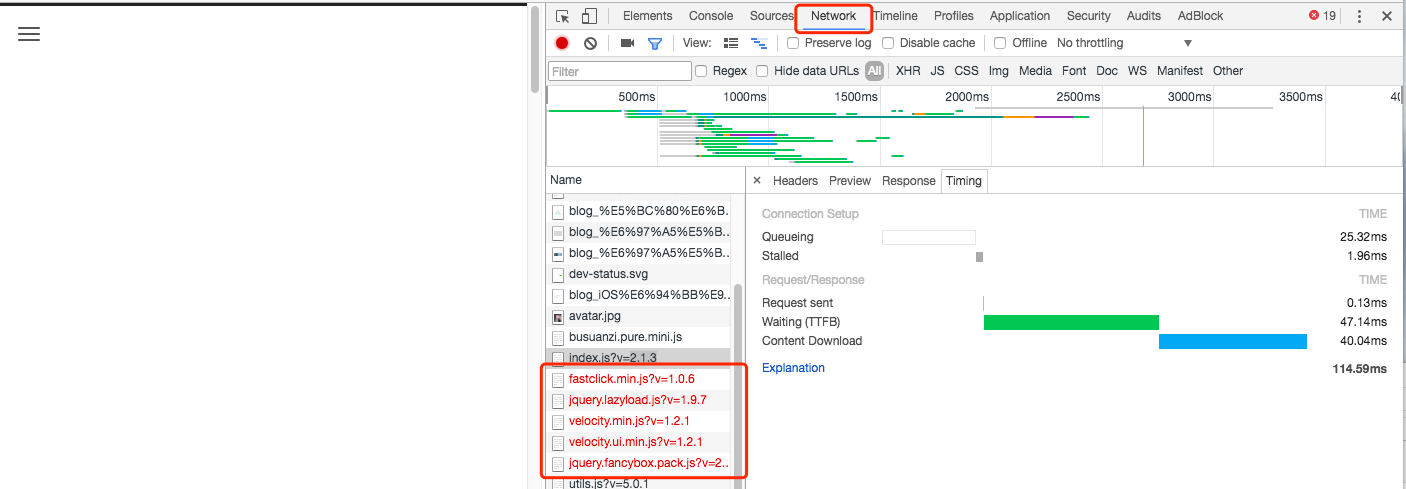 Elements Console Sources Network Timeline Profiles Application Security Audits AdBlock 19
View: Preserve log Disable cache Offline No throttling
Filter Regex Hide data URLs All XHR JS CSS Img Media Font Doc WS Manifest Other
500ms 1000ms 1500ms 2000ms 2500ms 3000ms 3500ms 40
Name
× Headers Preview Response Timing
blog_%E5%BC%80%E6%B..
blog_%E6%97%A5%E5%B..
blog_%E6%97%A5%E5%B..
dev-status.svg
blog_iOS%E6%94%BB%E9..
avatar.jpg
busuanzi.pure.mini.js
index.js?v=2.1.3
fastclick.min.js?v=1.0.6
jquery.lazyload.js?v=1.9.7
velocity.min.js?v=1.2.1
velocity.ui.min.js?v=1.2.1
jquery.fancybox.pack.js?v=2..
utils.js?v=5.0.1
Connection Setup TIME
Queueing 25.32ms
Stalled 1.96ms
Request/Response TIME
Request sent 0.13ms
Waiting (TTFB) 47.14ms
Content Download 40.04ms
Explanation 114.59ms